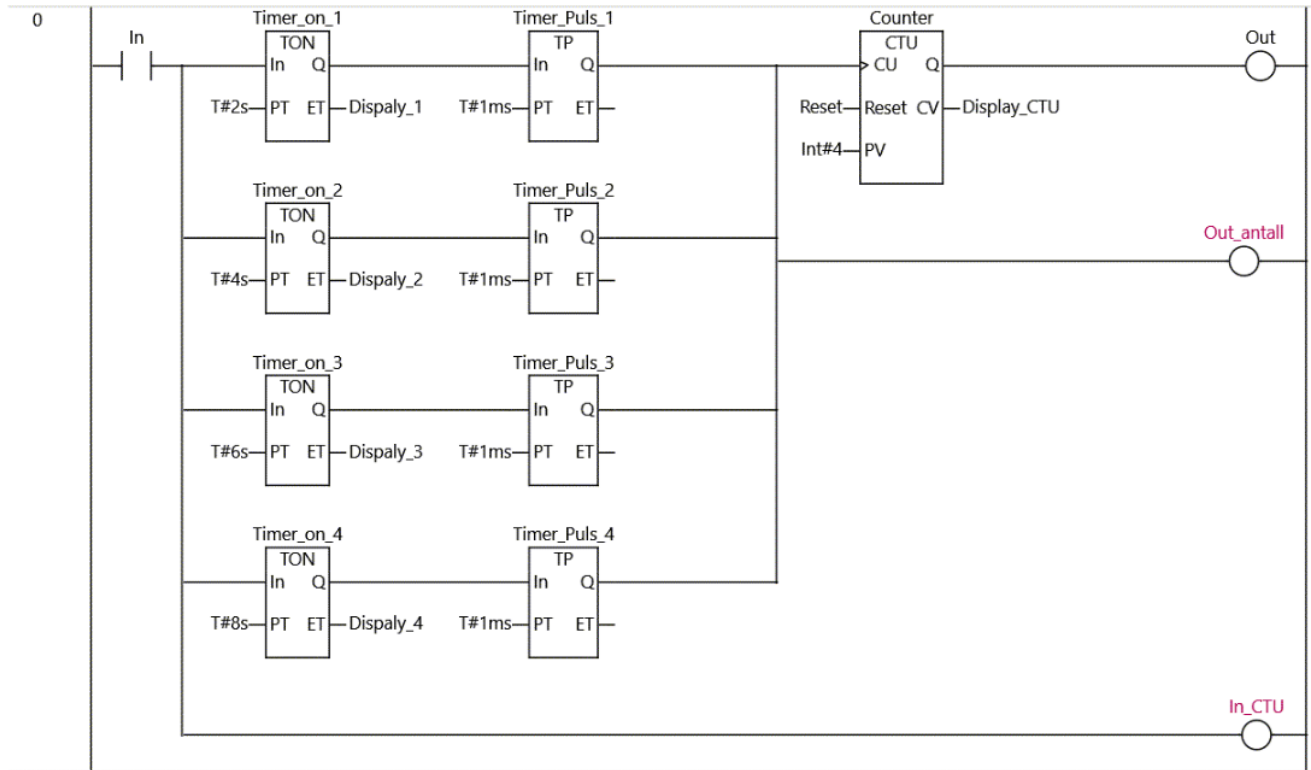 0
In
Timer_on_1 Timer_Puls_1 Counter
TON TP CTU
In Q In Q CU Q Out
T#2s PT ET Dispaly_1 T#1ms PT ET Reset Reset CV Display_CTU
Int#4 PV
Timer_on_2 Timer_Puls_2
TON TP
In Q In Q Out_antall
T#4s PT ET Dispaly_2 T#1ms PT ET
Timer_on_3 Timer_Puls_3
TON TP
In Q In Q
T#6s PT ET Dispaly_3 T#1ms PT ET
Timer_on_4 Timer_Puls_4
TON TP
In Q In Q
T#8s PT ET Dispaly_4 T#1ms PT ET
In_CTU